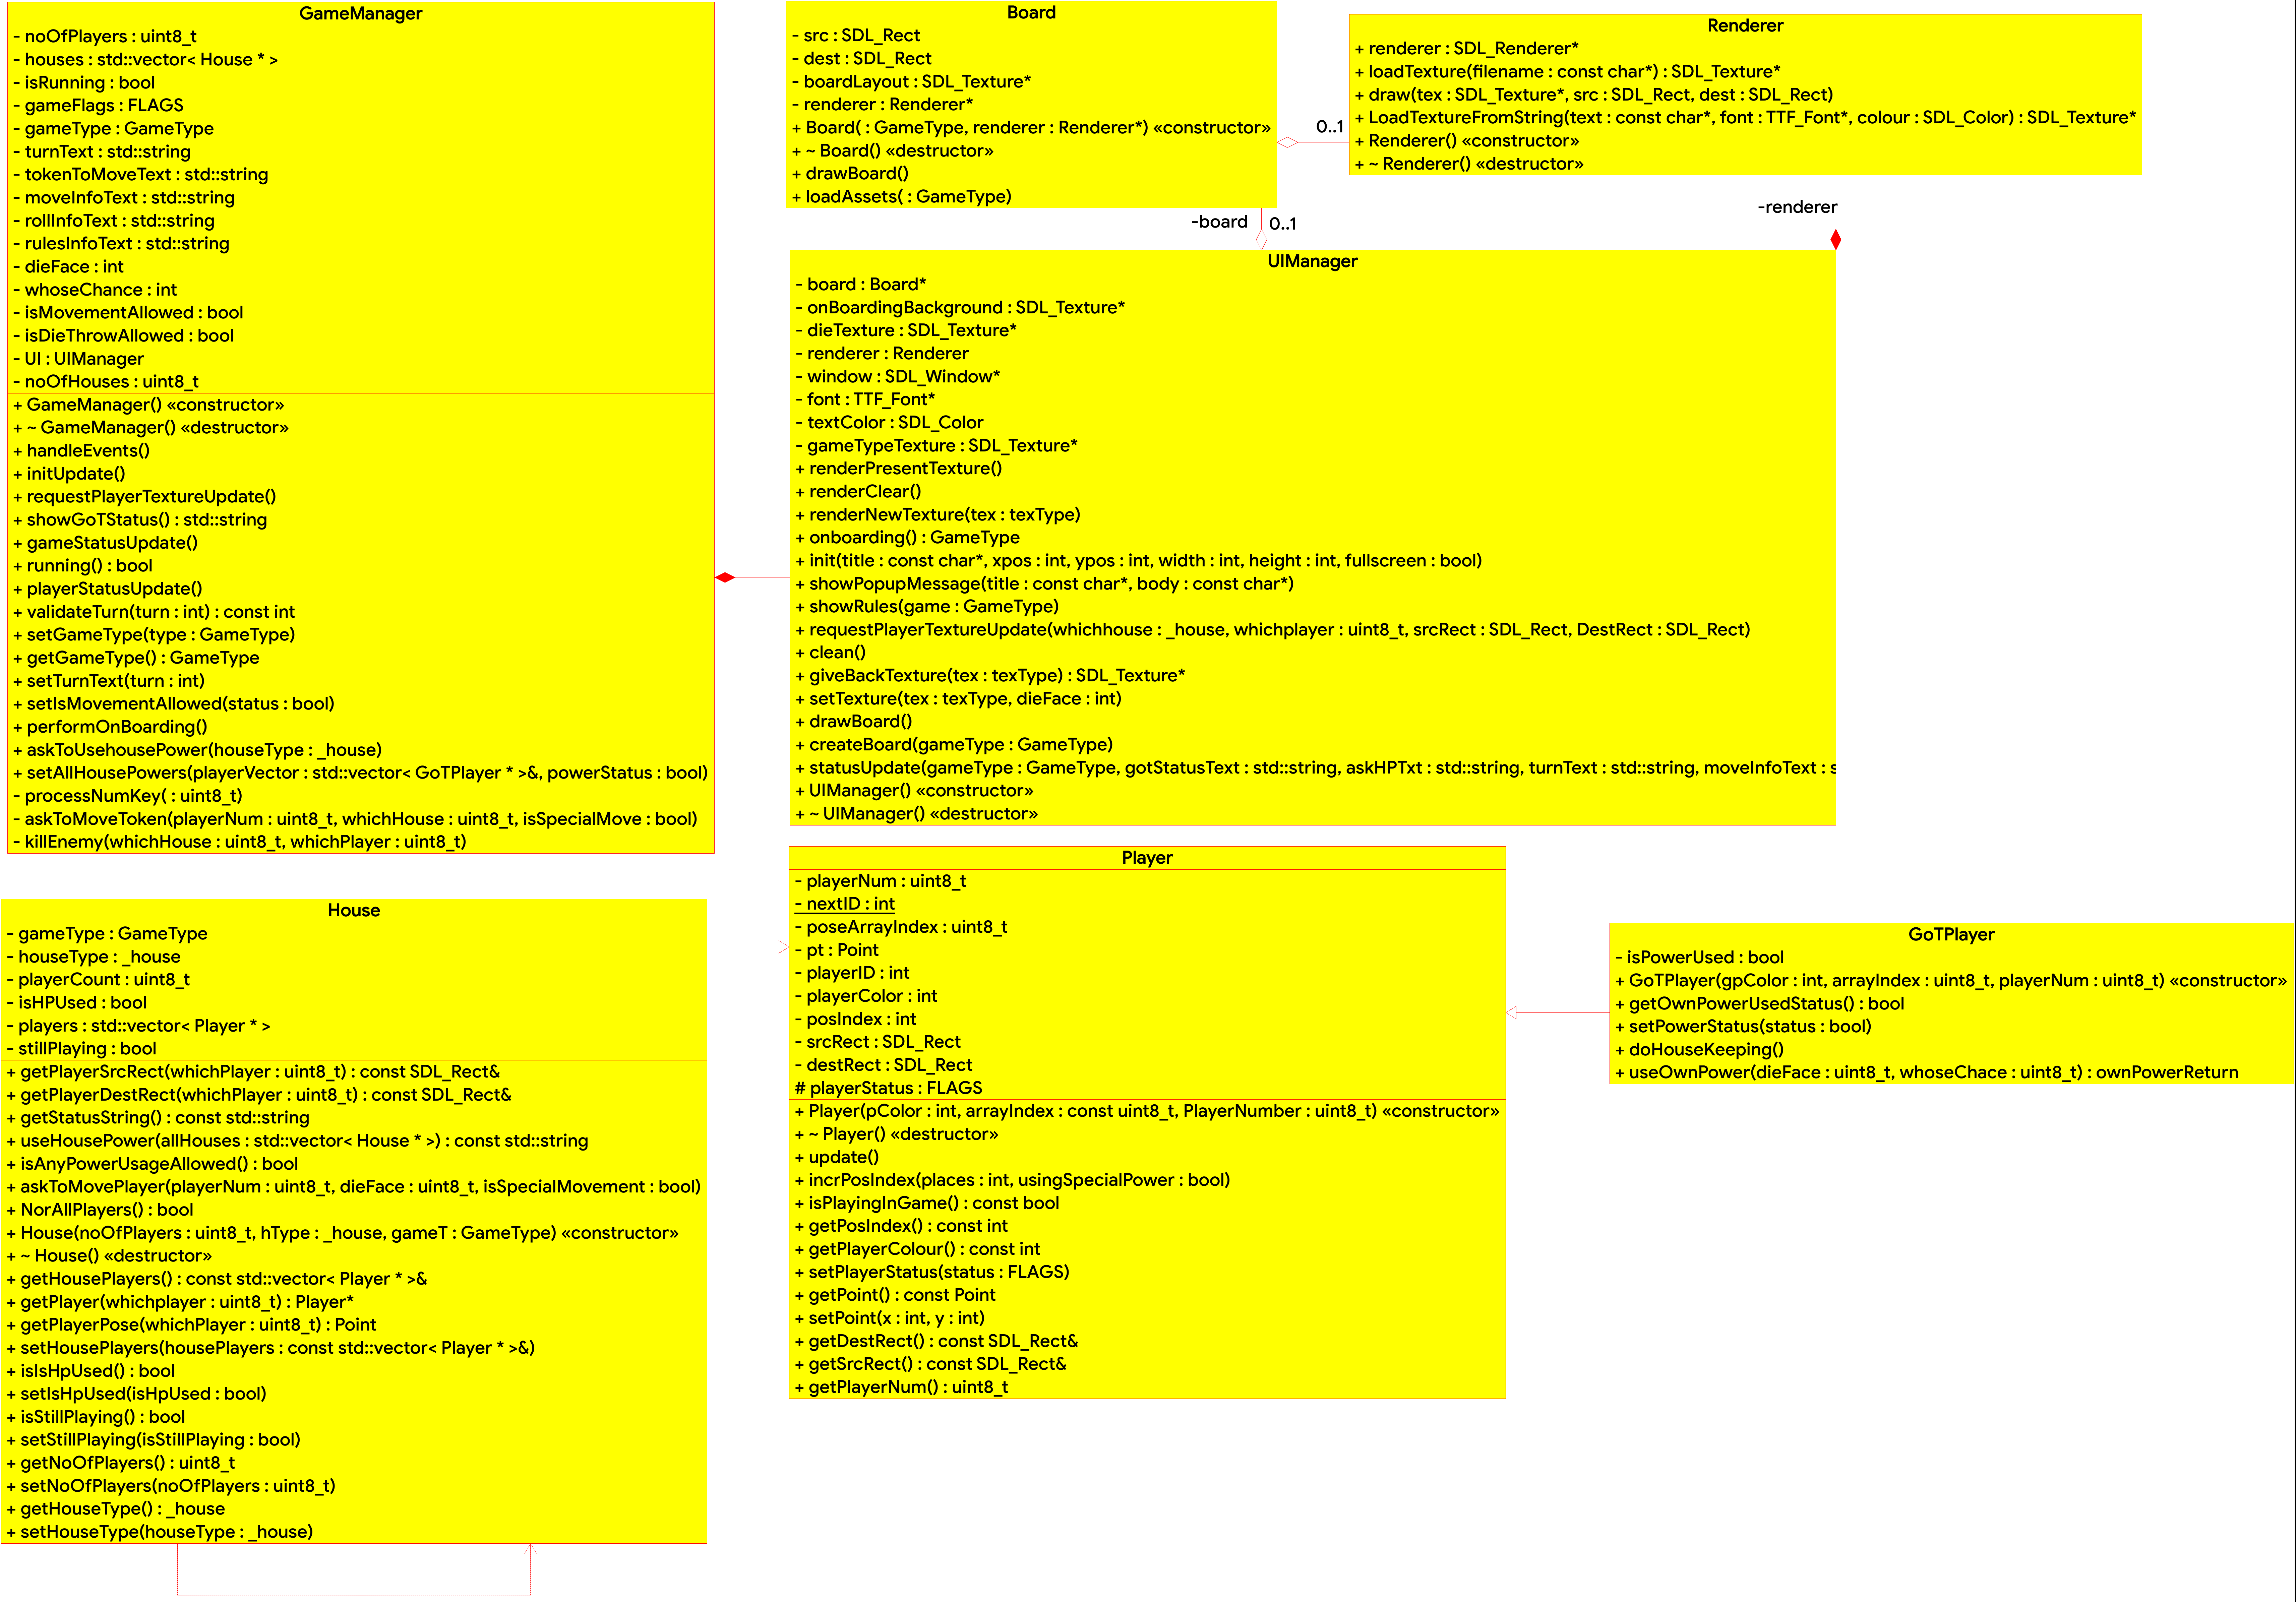 GameManager
- noOfPlayers : uint8_t
- houses : std::vector< House * >
- isRunning : bool
- gameFlags : FLAGS
- gameType : GameType
- turnText : std::string
- tokenToMoveText : std::string
- moveInfoText : std::string
- rollInfoText : std::string
- rulesInfoText : std::string
- dieFace : int
- whoseChance : int
- isMovementAllowed : bool
- isDieThrowAllowed : bool
- UI : UIManager
- noOfHouses : uint8_t
+ GameManager() «constructor»
+ ~ GameManager() «destructor»
+ handleEvents()
+ initUpdate()
+ requestPlayerTextureUpdate()
+ showGoTStatus() : std::string
+ gameStatusUpdate()
+ running() : bool
+ playerStatusUpdate()
+ validateTurn(turn : int) : const int
+ setGameType(type : GameType)
+ getGameType() : GameType
+ setTurnText(turn : int)
+ setIsMovementAllowed(status : bool)
+ performOnBoarding()
+ askToUsehousePower(houseType : _house)
+ setAllHousePowers(playerVector : std::vector< GoTPlayer * >&, powerStatus : bool)
- processNumKey( : uint8_t)
- askToMoveToken(playerNum : uint8_t, whichHouse : uint8_t, isSpecialMove : bool)
- killEnemy(whichHouse : uint8_t, whichPlayer : uint8_t)
Board
- src : SDL_Rect
- dest : SDL_Rect
- boardLayout : SDL_Texture*
- renderer : Renderer*
+ Board( : GameType, renderer : Renderer*) «constructor»
+ ~ Board() «destructor»
+ drawBoard()
+ loadAssets( : GameType)
0..1
Renderer
+ renderer : SDL_Renderer*
+ loadTexture(filename : const char*) : SDL_Texture*
+ draw(tex : SDL_Texture*, src : SDL_Rect, dest : SDL_Rect)
+ LoadTextureFromString(text : const char*, font : TTF_Font*, colour : SDL_Color) : SDL_Texture*
+ Renderer() «constructor»
+ ~ Renderer() «destructor»
-board 0..1
-renderer
UIManager
- board : Board*
- onBoardingBackground : SDL_Texture*
- dieTexture : SDL_Texture*
- renderer : Renderer
- window : SDL_Window*
- font : TTF_Font*
- textColor : SDL_Color
- gameTypeTexture : SDL_Texture*
+ renderPresentTexture()
+ renderClear()
+ renderNewTexture(tex : texType)
+ onboarding() : GameType
+ init(title : const char*, xpos : int, ypos : int, width : int, height : int, fullscreen : bool)
+ showPopupMessage(title : const char*, body : const char*)
+ showRules(game : GameType)
+ requestPlayerTextureUpdate(whichhouse : _house, whichplayer : uint8_t, srcRect : SDL_Rect, DestRect : SDL_Rect)
+ clean()
+ giveBackTexture(tex : texType) : SDL_Texture*
+ setTexture(tex : texType, dieFace : int)
+ drawBoard()
+ createBoard(gameType : GameType)
+ statusUpdate(gameType : GameType, gotStatusText : std::string, askHPTxt : std::string, turnText : std::string, moveInfoText : s
+ UIManager() «constructor»
+ ~ UIManager() «destructor»
House
- gameType : GameType
- houseType : _house
- playerCount : uint8_t
- isHPUsed : bool
- players : std::vector< Player * >
- stillPlaying : bool
+ getPlayerSrcRect(whichPlayer : uint8_t) : const SDL_Rect&
+ getPlayerDestRect(whichPlayer : uint8_t) : const SDL_Rect&
+ getStatusString() : const std::string
+ useHousePower(allHouses : std::vector< House * >) : const std::string
+ isAnyPowerUsageAllowed() : bool
+ askToMovePlayer(playerNum : uint8_t, dieFace : uint8_t, isSpecialMovement : bool)
+ NorAllPlayers() : bool
+ House(noOfPlayers : uint8_t, hType : _house, gameT : GameType) «constructor»
+ ~ House() «destructor»
+ getHousePlayers() : const std::vector< Player * >&
+ getPlayer(whichplayer : uint8_t) : Player*
+ getPlayerPose(whichPlayer : uint8_t) : Point
+ setHousePlayers(housePlayers : const std::vector< Player * >&)
+ isIsHpUsed() : bool
+ setIsHpUsed(isHpUsed : bool)
+ isStillPlaying() : bool
+ setStillPlaying(isStillPlaying : bool)
+ getNoOfPlayers() : uint8_t
+ setNoOfPlayers(noOfPlayers : uint8_t)
+ getHouseType() : _house
+ setHouseType(houseType : _house)
Player
- playerNum : uint8_t
- nextID : int
- poseArrayIndex : uint8_t
- pt : Point
- playerID : int
- playerColor : int
- posIndex : int
- srcRect : SDL_Rect
- destRect : SDL_Rect
# playerStatus : FLAGS
+ Player(pColor : int, arrayIndex : const uint8_t, PlayerNumber : uint8_t) «constructor»
+ ~ Player() «destructor»
+ update()
+ incrPosIndex(places : int, usingSpecialPower : bool)
+ isPlayingInGame() : const bool
+ getPosIndex() : const int
+ getPlayerColour() : const int
+ setPlayerStatus(status : FLAGS)
+ getPoint() : const Point
+ setPoint(x : int, y : int)
+ getDestRect() : const SDL_Rect&
+ getSrcRect() : const SDL_Rect&
+ getPlayerNum() : uint8_t
GoTPlayer
- isPowerUsed : bool
+ GoTPlayer(gpColor : int, arrayIndex : uint8_t, playerNum : uint8_t) «constructor»
+ getOwnPowerUsedStatus() : bool
+ setPowerStatus(status : bool)
+ doHouseKeeping()
+ useOwnPower(dieFace : uint8_t, whoseChace : uint8_t) : ownPowerReturn